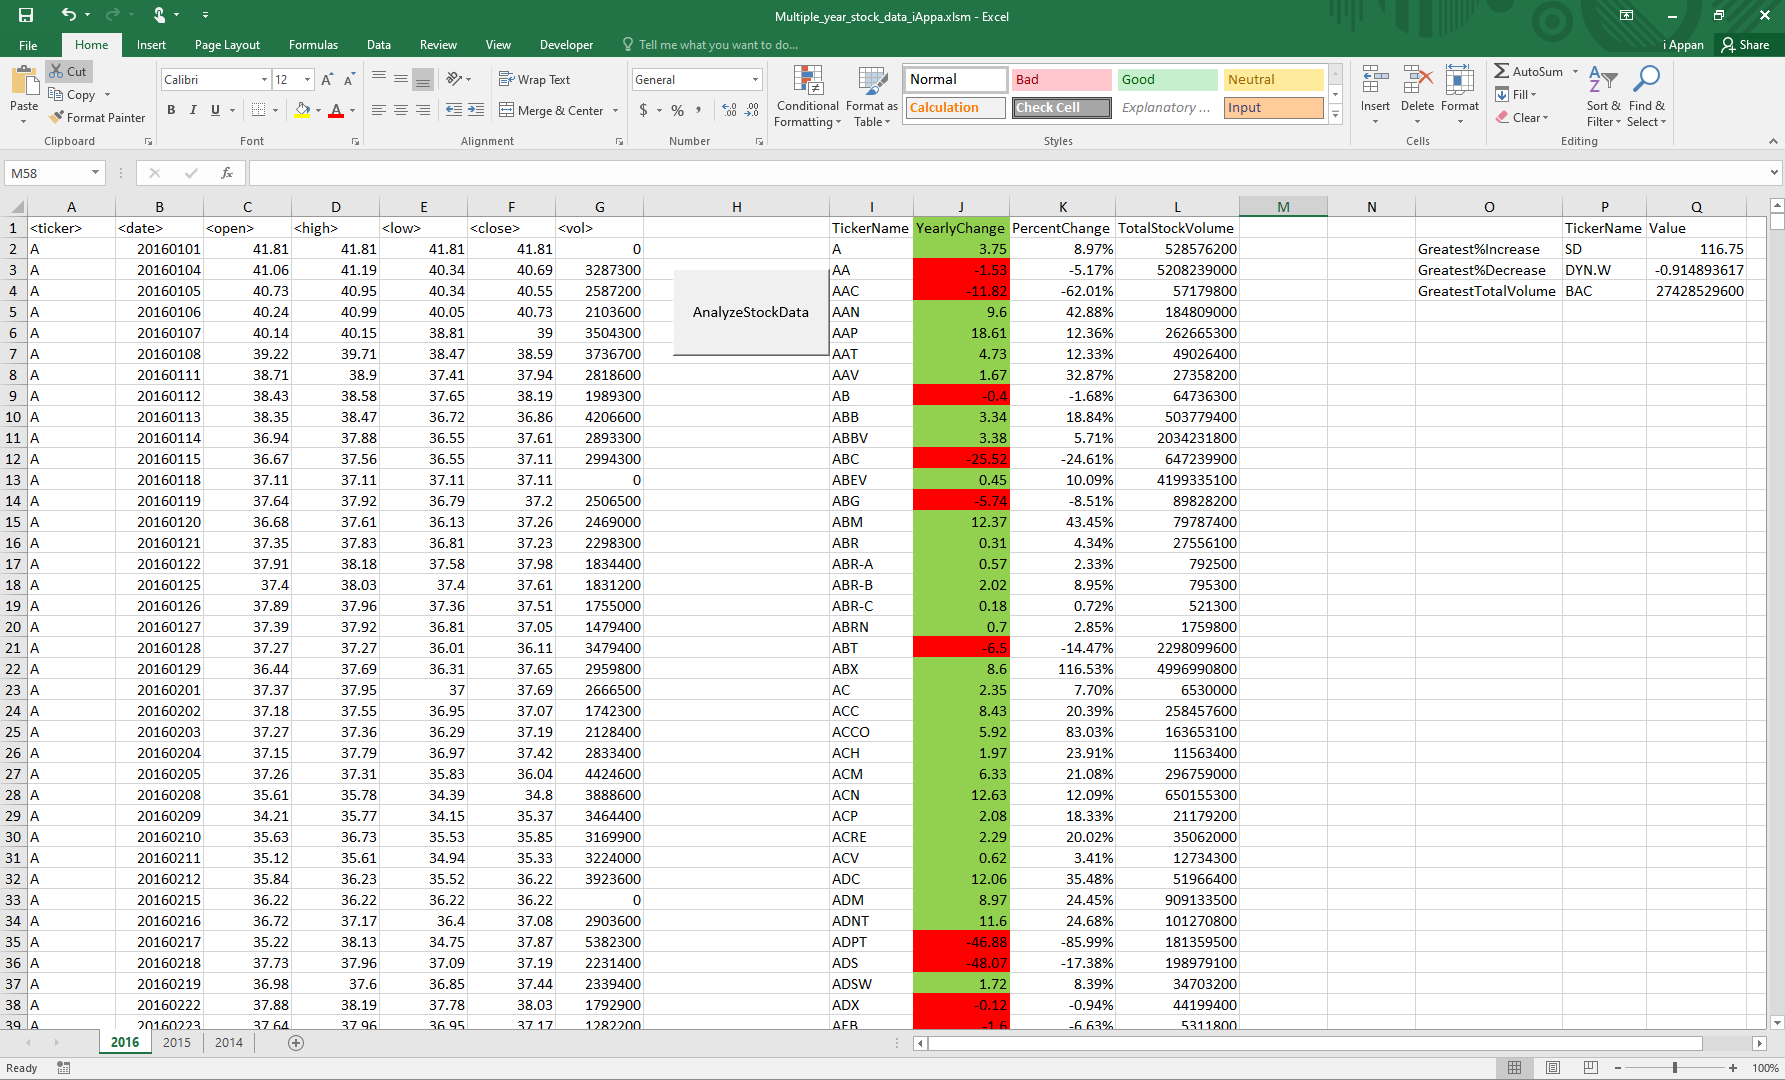 Multiple_year_stock_data_iAppa.xlsm - Excel
File Home Insert Page Layout Formulas Data Review View Developer Tell me what you want to do... i Appan Share
Paste Cut Copy Format Painter Clipboard
Calibri 12 A A B I U A Font
Wrap Text Merge & Center Alignment
General $ % , Number
Conditional Formatting Format as Table
Normal Bad Good Neutral
Calculation Check Cell Explanatory ... Input
Styles
Insert Delete Format Cells
AutoSum Fill Clear Sort & Filter Find & Select Editing
M58 fx
A B C D E F G H I J K L M N O P Q
1 <ticker> <date> <open> <high> <low> <close> <vol> TickerName YearlyChange PercentChange TotalStockVolume TickerName Value
2 A 20160101 41.81 41.81 41.81 41.81 0 A 3.75 8.97% 528576200 Greatest%Increase SD 116.75
3 A 20160104 41.06 41.19 40.34 40.69 3287300 AA -1.53 -5.17% 5208239000 Greatest%Decrease DYN.W -0.914893617
4 A 20160105 40.73 40.95 40.34 40.55 2587200 AAC -11.82 -62.01% 57179800 GreatestTotalVolume BAC 27428529600
5 A 20160106 40.24 40.99 40.05 40.73 2103600 AnalyzeStockData AAN 9.6 42.88% 184809000
6 A 20160107 40.14 40.15 38.81 39 3504300 AAP 18.61 12.36% 262665300
7 A 20160108 39.22 39.71 38.47 38.59 3736700 AAT 4.73 12.33% 49026400
8 A 20160111 38.71 38.9 37.41 37.94 2818600 AAV 1.67 32.87% 27358200
9 A 20160112 38.43 38.58 37.65 38.19 1989300 AB -0.4 -1.68% 64736300
10 A 20160113 38.35 38.47 36.72 36.86 4206600 ABB 3.34 18.84% 503779400
11 A 20160114 36.94 37.88 36.55 37.61 2893300 ABBV 3.38 5.71% 2034231800
12 A 20160115 36.67 37.56 36.55 37.11 2994300 ABC -25.52 -24.61% 647239900
13 A 20160118 37.11 37.11 37.11 37.11 0 ABEV 0.45 10.09% 4199335100
14 A 20160119 37.64 37.92 36.79 37.2 2506500 ABG -5.74 -8.51% 89828200
15 A 20160120 36.68 37.61 36.13 37.26 2469000 ABM 12.37 43.45% 79787400
16 A 20160121 37.35 37.83 36.81 37.23 2298300 ABR 0.31 4.34% 27556100
17 A 20160122 37.91 38.18 37.58 37.98 1834400 ABR-A 0.57 2.33% 792500
18 A 20160125 37.4 38.03 37.4 37.61 1831200 ABR-B 2.02 8.95% 795300
19 A 20160126 37.89 37.96 37.36 37.51 1755000 ABR-C 0.18 0.72% 521300
20 A 20160127 37.39 37.92 36.81 37.05 1479400 ABRN 0.7 2.85% 1759800
21 A 20160128 37.27 37.27 36.01 36.11 3479400 ABT -6.5 -14.47% 2298099600
22 A 20160129 36.44 37.69 36.31 37.65 2959800 ABX 8.6 116.53% 4996990800
23 A 20160201 37.37 37.95 37 37.69 2666500 AC 2.35 7.70% 6530000
24 A 20160202 37.18 37.55 36.95 37.07 1742300 ACC 8.43 20.39% 258457600
25 A 20160203 37.27 37.36 36.29 37.19 2128400 ACCO 5.92 83.03% 163653100
26 A 20160204 37.15 37.79 36.97 37.42 2833400 ACH 1.97 23.91% 11563400
27 A 20160205 37.26 37.31 35.83 36.04 4424600 ACM 6.33 21.08% 296759000
28 A 20160208 35.61 35.78 34.39 34.8 3888600 ACN 12.63 12.09% 650155300
29 A 20160209 34.21 35.77 34.15 35.37 3464400 ACP 2.08 18.33% 21179200
30 A 20160210 35.63 36.73 35.53 35.85 3169900 ACRE 2.29 20.02% 35062000
31 A 20160211 35.12 35.61 34.94 35.33 3224000 ACV 0.62 3.41% 12734300
32 A 20160212 35.84 36.23 35.52 36.22 3923600 ADC 12.06 35.48% 51966400
33 A 20160215 36.22 36.22 36.22 36.22 0 ADM 8.97 24.45% 909133500
34 A 20160216 36.72 37.17 36.4 37.08 2903600 ADNT 11.6 24.68% 101270800
35 A 20160217 35.22 38.13 34.75 37.87 5382300 ADPT -46.88 -85.99% 181359500
36 A 20160218 37.73 37.96 37.09 37.19 2231400 ADS -48.07 -17.38% 198979100
37 A 20160219 36.98 37.6 36.85 37.44 2339400 ADSW 1.72 8.39% 34703200
38 A 20160222 37.88 38.19 37.78 38.03 1792900 ADX -0.12 -0.94% 44199400
39 A 20160223 37.64 37.96 36.95 37.17 1282200 AEB -1.6 -6.63% 5311800
2016 2015 2014
Ready 100%